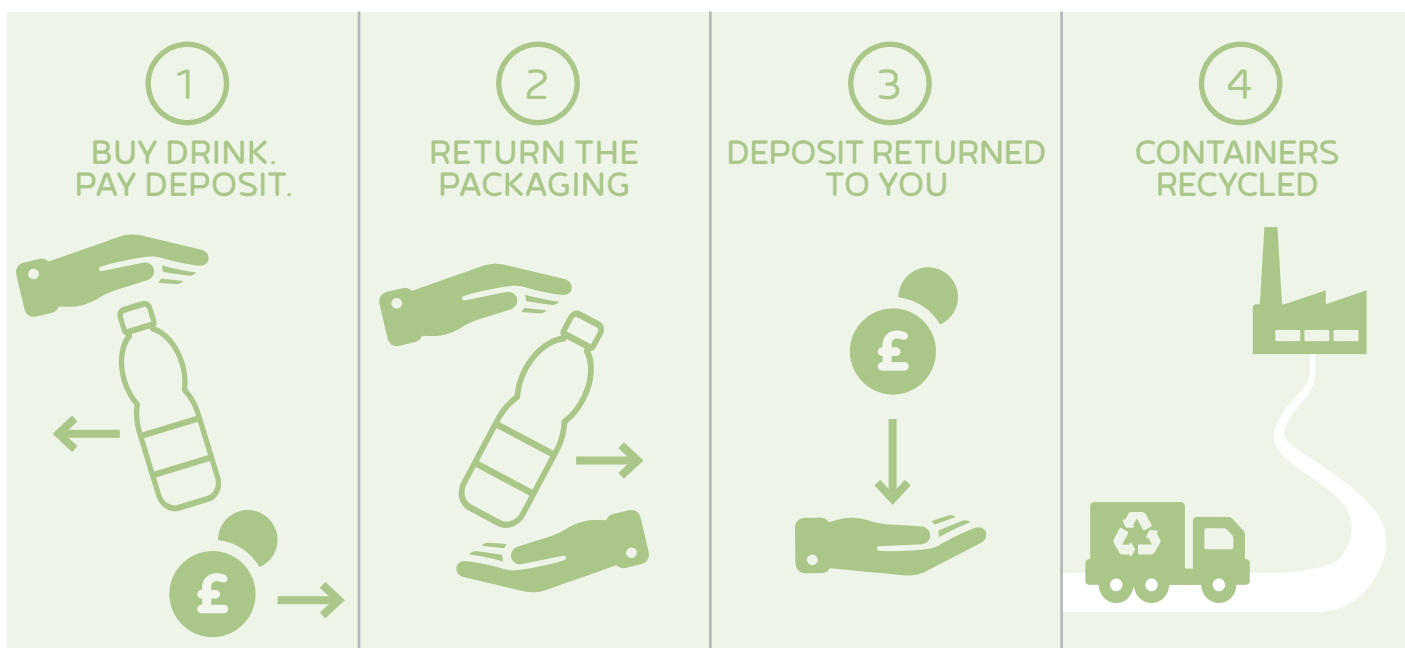 1
BUY DRINK.
PAY DEPOSIT.
£
2
RETURN THE
PACKAGING
3
DEPOSIT RETURNED
TO YOU
£
4
CONTAINERS
RECYCLED